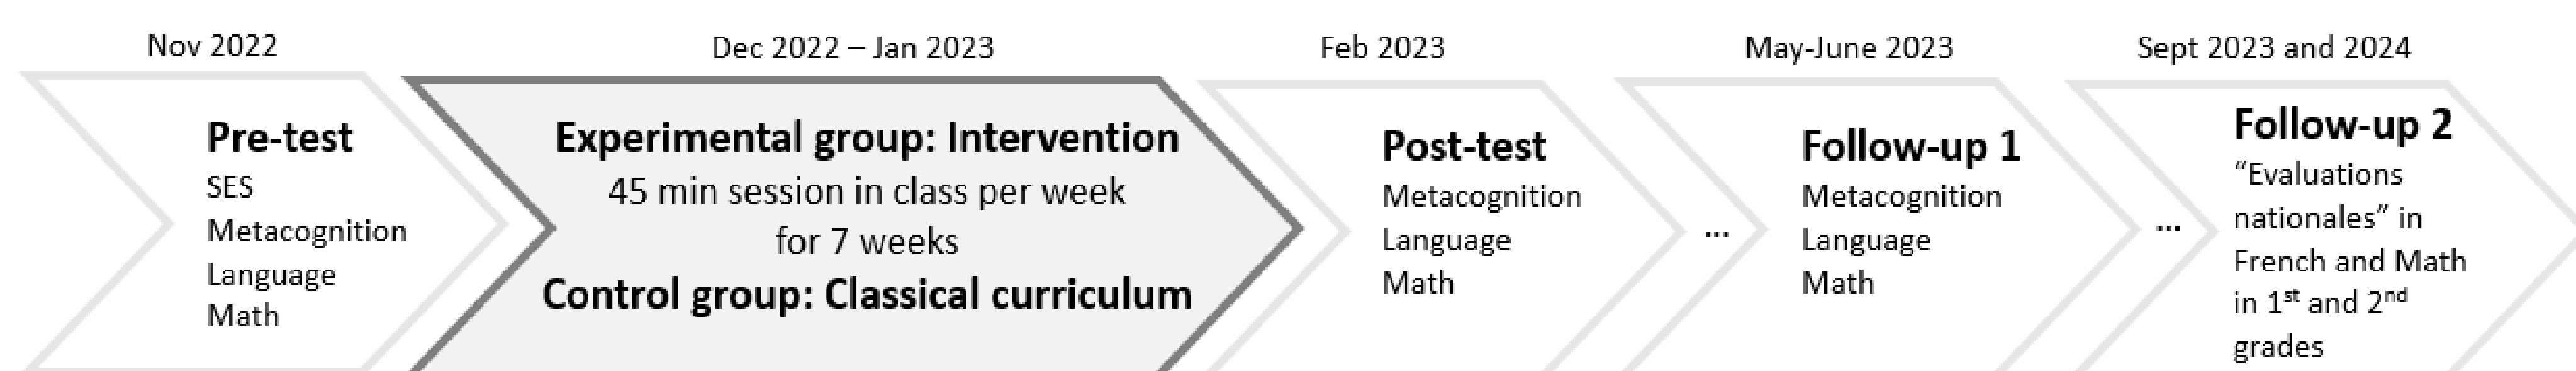 Nov 2022
Pre-test
SES
Metacognition
Language
Math
Dec 2022 – Jan 2023
Experimental group: Intervention
45 min session in class per week
for 7 weeks
Control group: Classical curriculum
Feb 2023
Post-test
Metacognition
Language
Math
...
May-June 2023
Follow-up 1
Metacognition
Language
Math
...
Sept 2023 and 2024
Follow-up 2
“Evaluations
nationales” in
French and Math
in 1st and 2nd
grades